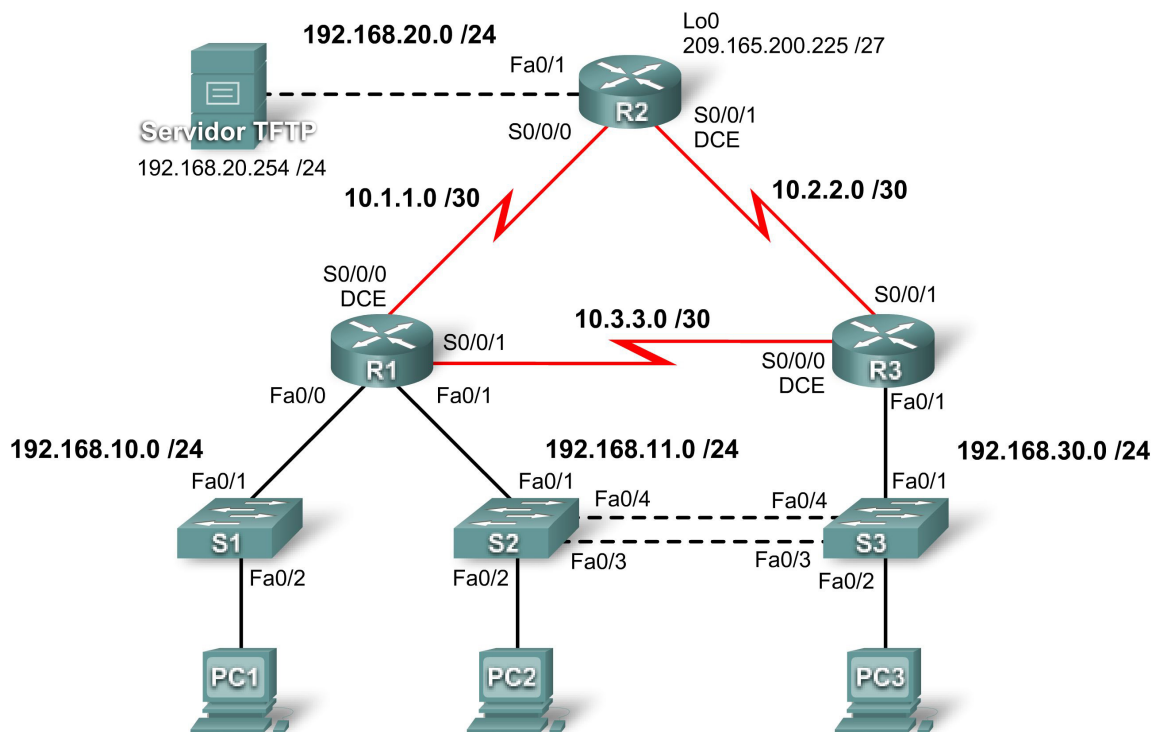 Lo0
209.165.200.225 /27
192.168.20.0 /24
Fa0/1
R2
Servidor TFTP
192.168.20.254 /24
S0/0/0
S0/0/1
DCE
10.1.1.0 /30
10.2.2.0 /30
S0/0/0
DCE
S0/0/1
10.3.3.0 /30
R1
S0/0/1
S0/0/0
DCE
R3
Fa0/0
Fa0/1
Fa0/1
192.168.10.0 /24
192.168.11.0 /24
192.168.30.0 /24
Fa0/1
Fa0/1
Fa0/4
Fa0/4
Fa0/1
S1
S2
S3
Fa0/2
Fa0/2
Fa0/3
Fa0/3
Fa0/2
PC1
PC2
PC3